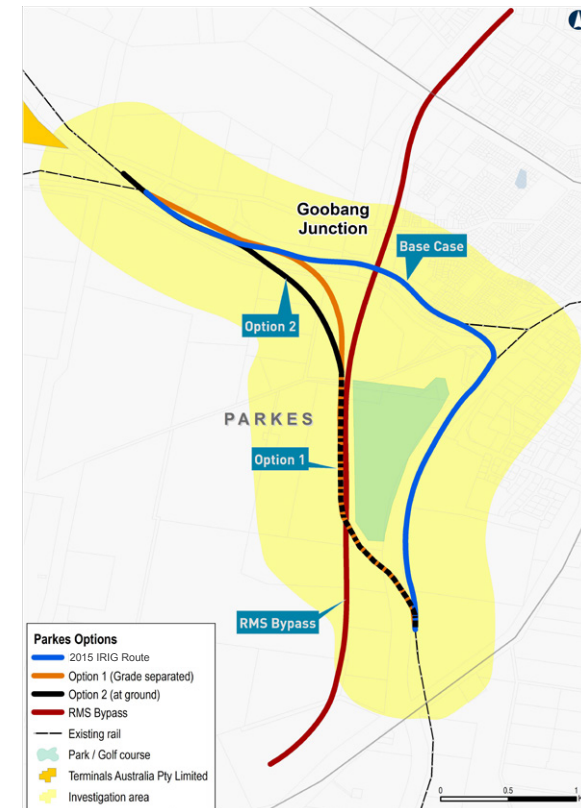 Goobang
Junction
Base Case
Option 2
PARKES
Option 1
RMS Bypass
Parkes Options
2015 IRIG Route
Option 1 (Grade separated)
Option 2 (at ground)
RMS Bypass
Existing rail
Park / Golf course
Terminals Australia Pty Limited
Investigation area
0 0.5 1